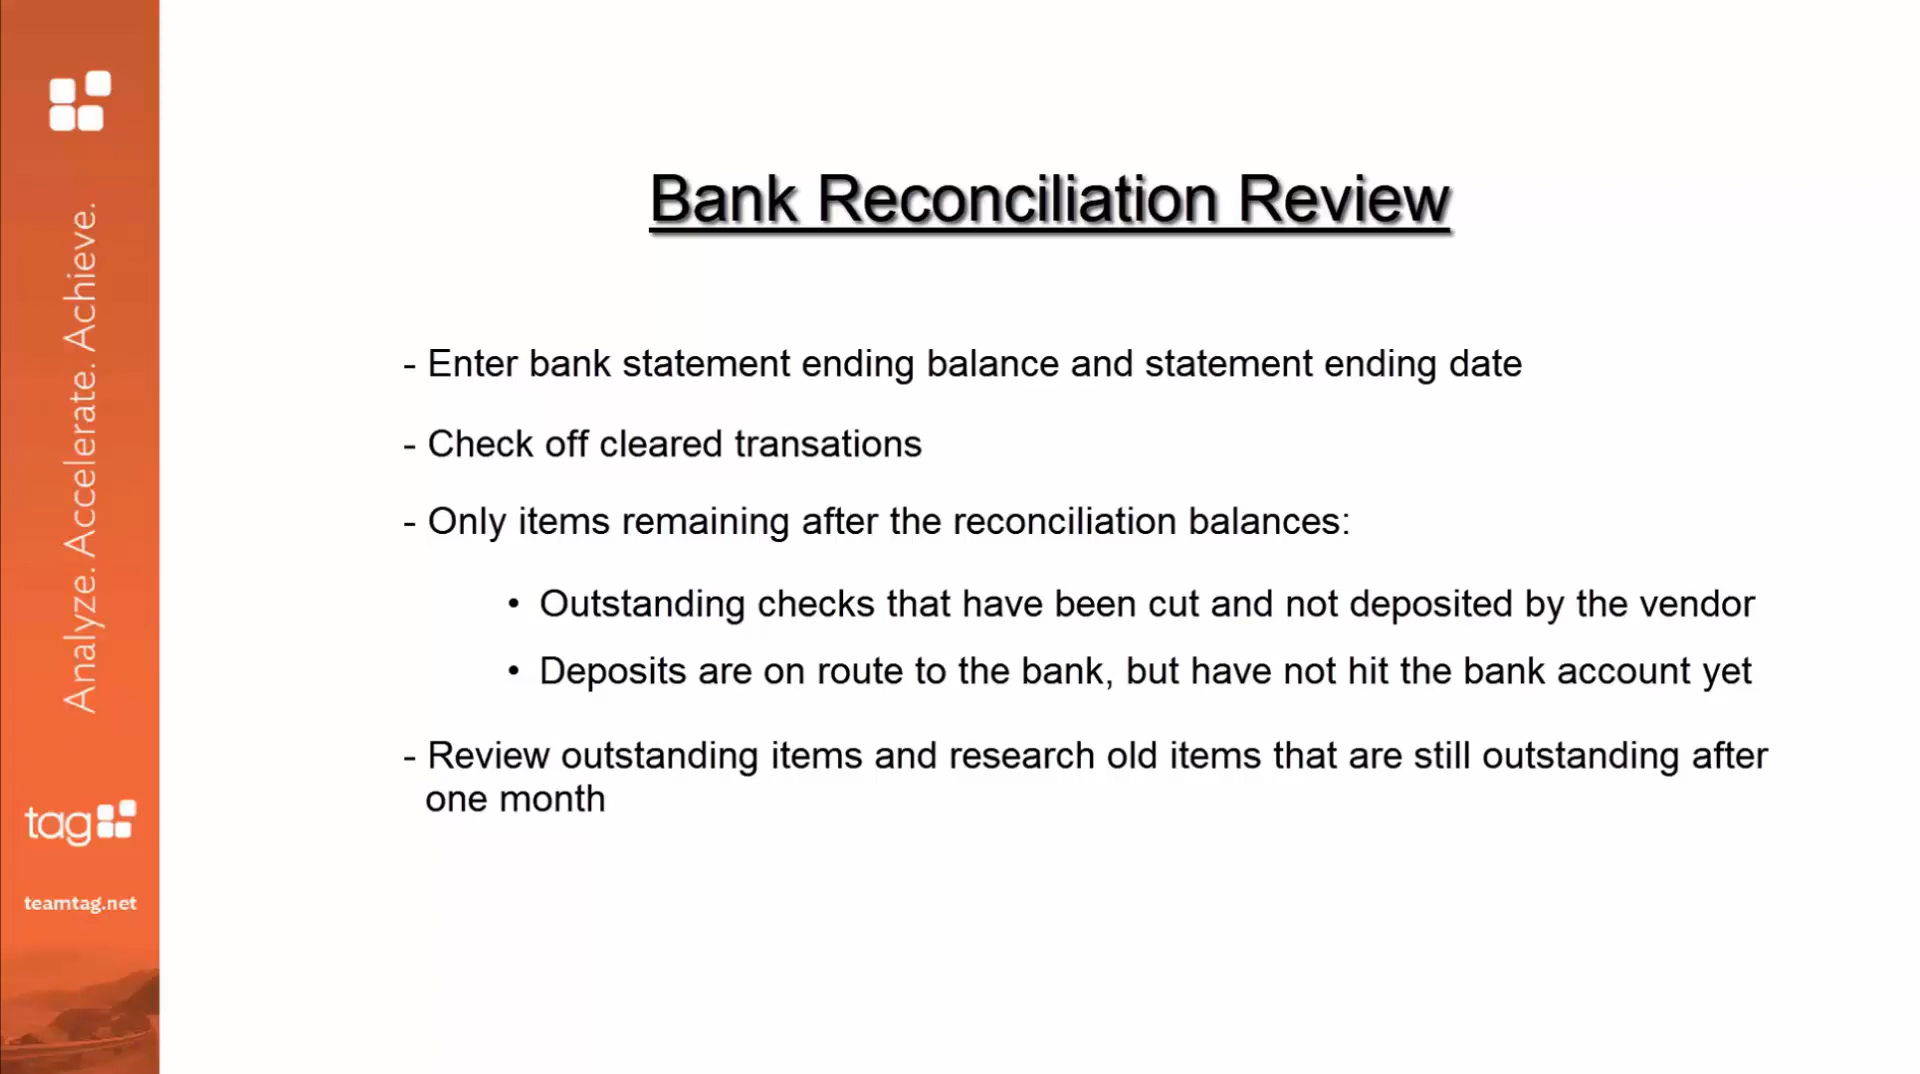 Analyze. Accelerate. Achieve.
tag
teamtag.net
Bank Reconciliation Review
- Enter bank statement ending balance and statement ending date
- Check off cleared transations
- Only items remaining after the reconciliation balances:
• Outstanding checks that have been cut and not deposited by the vendor
• Deposits are on route to the bank, but have not hit the bank account yet
- Review outstanding items and research old items that are still outstanding after
one month